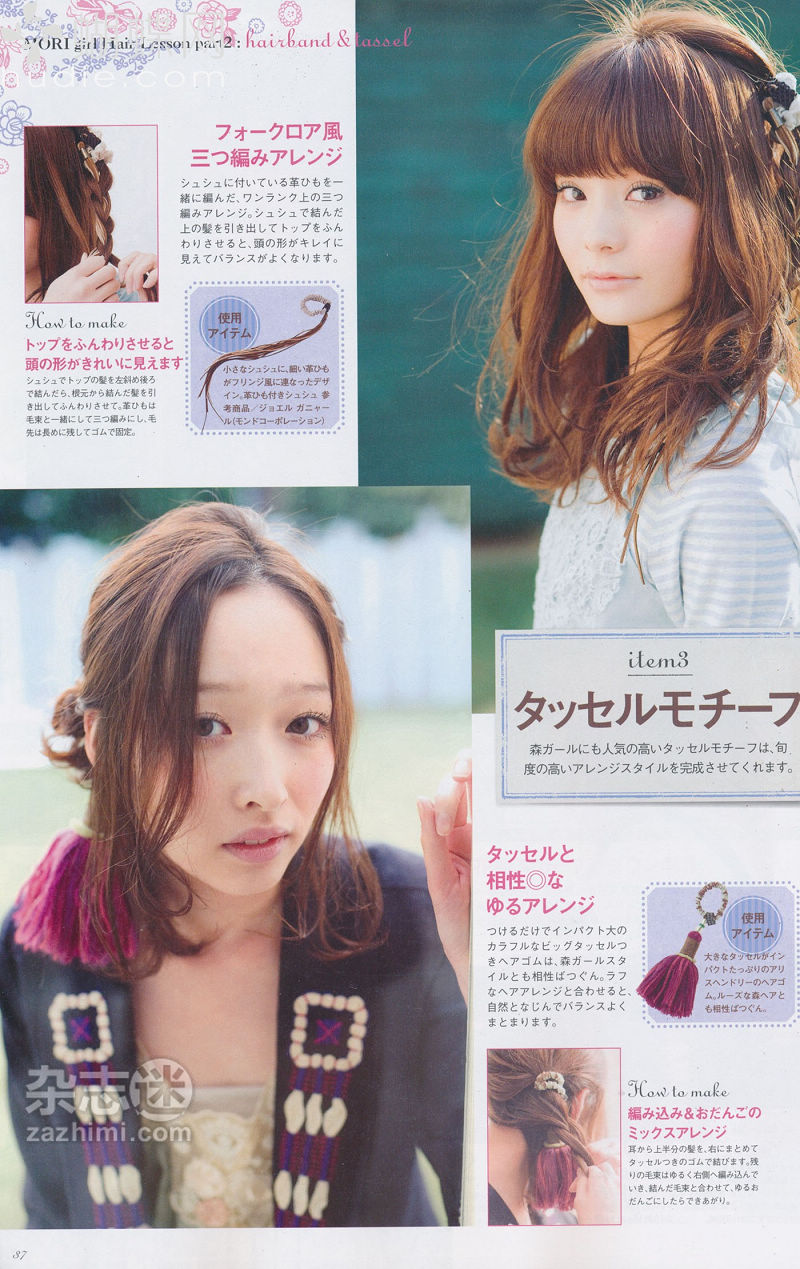 MORI girl Hair Lesson part2 : hairband & tassel
hudie.com
フォークロア風
三つ編みアレンジ
シュシュに付いている革ひもを一
緒に編んだ、ワンランク上の三つ
編みアレンジ。シュシュで結んだ
上の髪を引き出してトップをふん
わりさせると、頭の形がキレイに
見えてバランスがよくなります。
How to make
トップをふんわりさせると
頭の形がきれいに見えます
シュシュでトップの髪を左斜め後ろ
で結んだら、根元から結んだ髪を引
き出してふんわりさせて。革ひもは
毛束と一緒にして三つ編みにし、毛
先は長めに残してゴムで固定。
使用
アイテム
小さなシュシュに、細い革ひも
がフリンジ風に連なったデザ
イン。革ひも付きシュシュ 参
考商品／ジョエル ガニャー
ル(モンドコーポレーション)
item3
タッセルモチーフ
森ガールにも人気の高いタッセルモチーフは、旬
度の高いアレンジスタイルを完成させてくれます。
タッセルと
相性◎な
ゆるアレンジ
つけるだけでインパクト大の
カラフルなビッグタッセルつ
きヘアゴムは、森ガールスタ
イルとも相性ばつぐん。ラフ
なヘアアレンジと合わせると、
自然となじんでバランスよく
まとまります。
使用
アイテム
大きなタッセルがイン
パクトたっぷりのアリ
スヘンドリーのヘアゴ
ム。ルーズな森ヘアと
も相性ばつぐん。
How to make
編み込み＆おだんごの
ミックスアレンジ
耳から上半分の髪を、右にまとめて
タッセルつきのゴムで結びます。残
りの毛束はゆるく右側へ編み込んで
いき、結んだ毛束と合わせて、ゆるお
だんごにしたらできあがり。
杂志迷
zazhimi.com
37